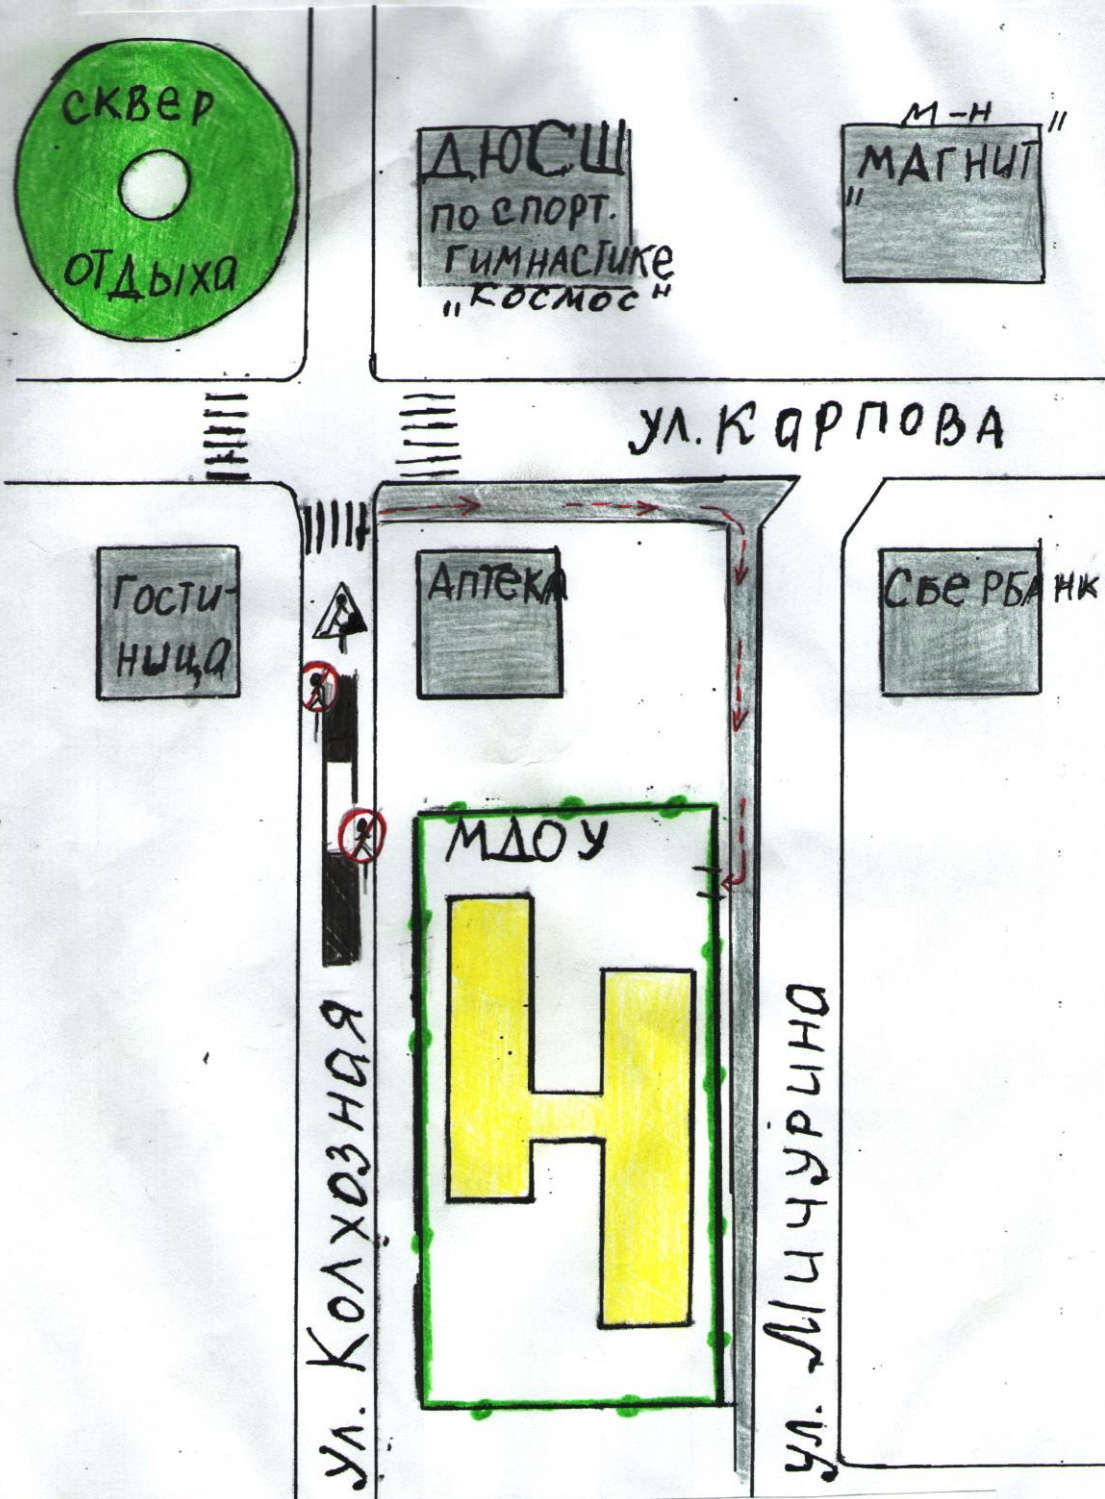 сквер
отдыха
ДЮСШ
по спорт.
гимнастике
„космос"
м-н
"МАГНИТ"
ул. Карпова
Гости-
ница
Аптека
Сбербанк
МДОУ
ул. Колхозная
ул. Мичурина